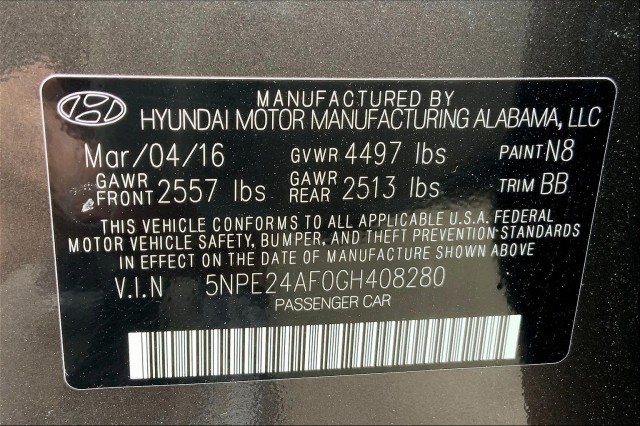 MANUFACTURED BY
HYUNDAI MOTOR MANUFACTURING ALABAMA, LLC
Mar/04/16 GVWR 4497 lbs PAINT N8
GAWR FRONT 2557 lbs GAWR REAR 2513 lbs TRIM BB
THIS VEHICLE CONFORMS TO ALL APPLICABLE U.S.A. FEDERAL
MOTOR VEHICLE SAFETY, BUMPER, AND THEFT PREVENTION STANDARDS
IN EFFECT ON THE DATE OF MANUFACTURE SHOWN ABOVE
V.I.N 5NPE24AF0GH408280
PASSENGER CAR